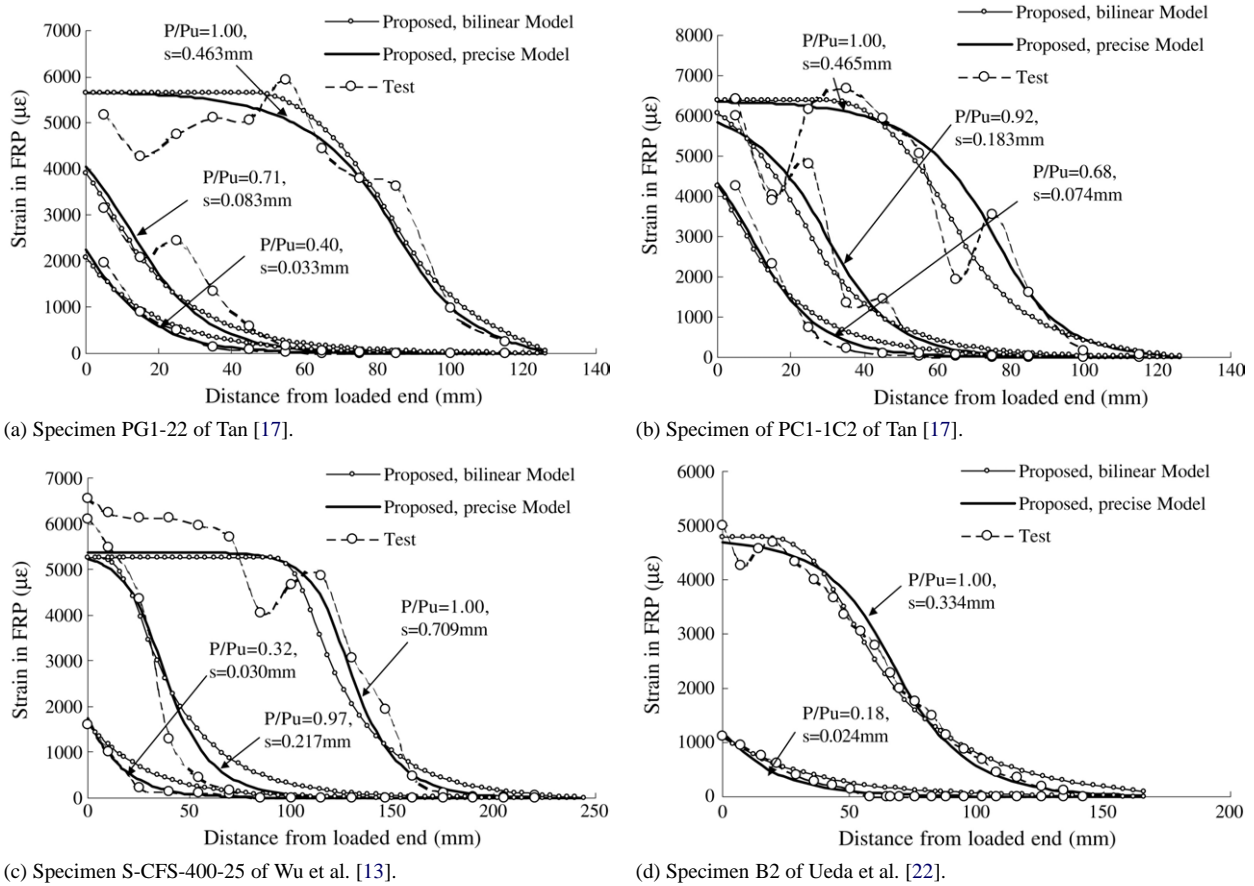 7000
6000
5000
4000
3000
2000
1000
0
Strain in FRP (με)
P/Pu=1.00,
s=0.463mm
Proposed, bilinear Model
Proposed, precise Model
Test
P/Pu=0.71,
s=0.083mm
P/Pu=0.40,
s=0.033mm
0 20 40 60 80 100 120 140
Distance from loaded end (mm)
(a) Specimen PG1-22 of Tan [17].
8000
7000
6000
5000
4000
3000
2000
1000
0
Strain in FRP (με)
P/Pu=1.00,
s=0.465mm
Proposed, bilinear Model
Proposed, precise Model
Test
P/Pu=0.92,
s=0.183mm
P/Pu=0.68,
s=0.074mm
0 20 40 60 80 100 120 140
Distance from loaded end (mm)
(b) Specimen of PC1-1C2 of Tan [17].
7000
6000
5000
4000
3000
2000
1000
0
Strain in FRP (με)
Proposed, bilinear Model
Proposed, precise Model
Test
P/Pu=1.00,
s=0.709mm
P/Pu=0.32,
s=0.030mm
P/Pu=0.97,
s=0.217mm
0 50 100 150 200 250
Distance from loaded end (mm)
(c) Specimen S-CFS-400-25 of Wu et al. [13].
6000
5000
4000
3000
2000
1000
0
Strain in FRP (με)
Proposed, bilinear Model
Proposed, precise Model
Test
P/Pu=1.00,
s=0.334mm
P/Pu=0.18,
s=0.024mm
0 50 100 150 200
Distance from loaded end (mm)
(d) Specimen B2 of Ueda et al. [22].